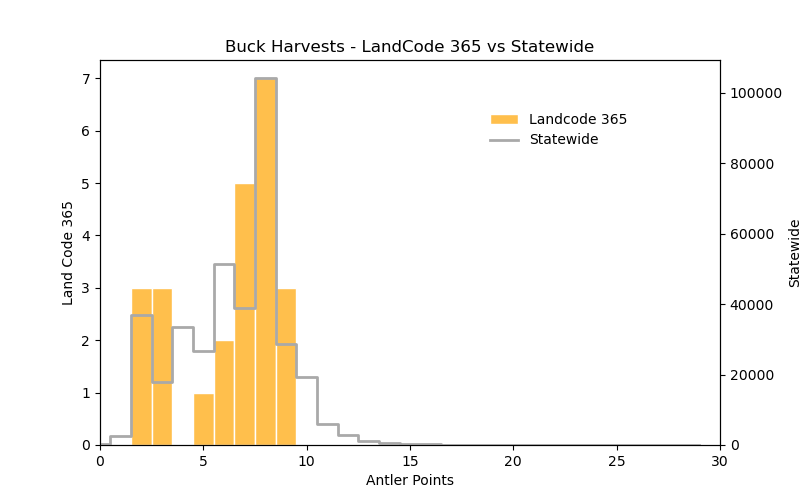 Buck Harvests - LandCode 365 vs Statewide
Landcode 365
Statewide
Land Code 365
7
6
5
4
3
2
1
0
100000
80000
60000
40000
20000
0
Statewide
0 5 10 15 20 25 30
Antler Points